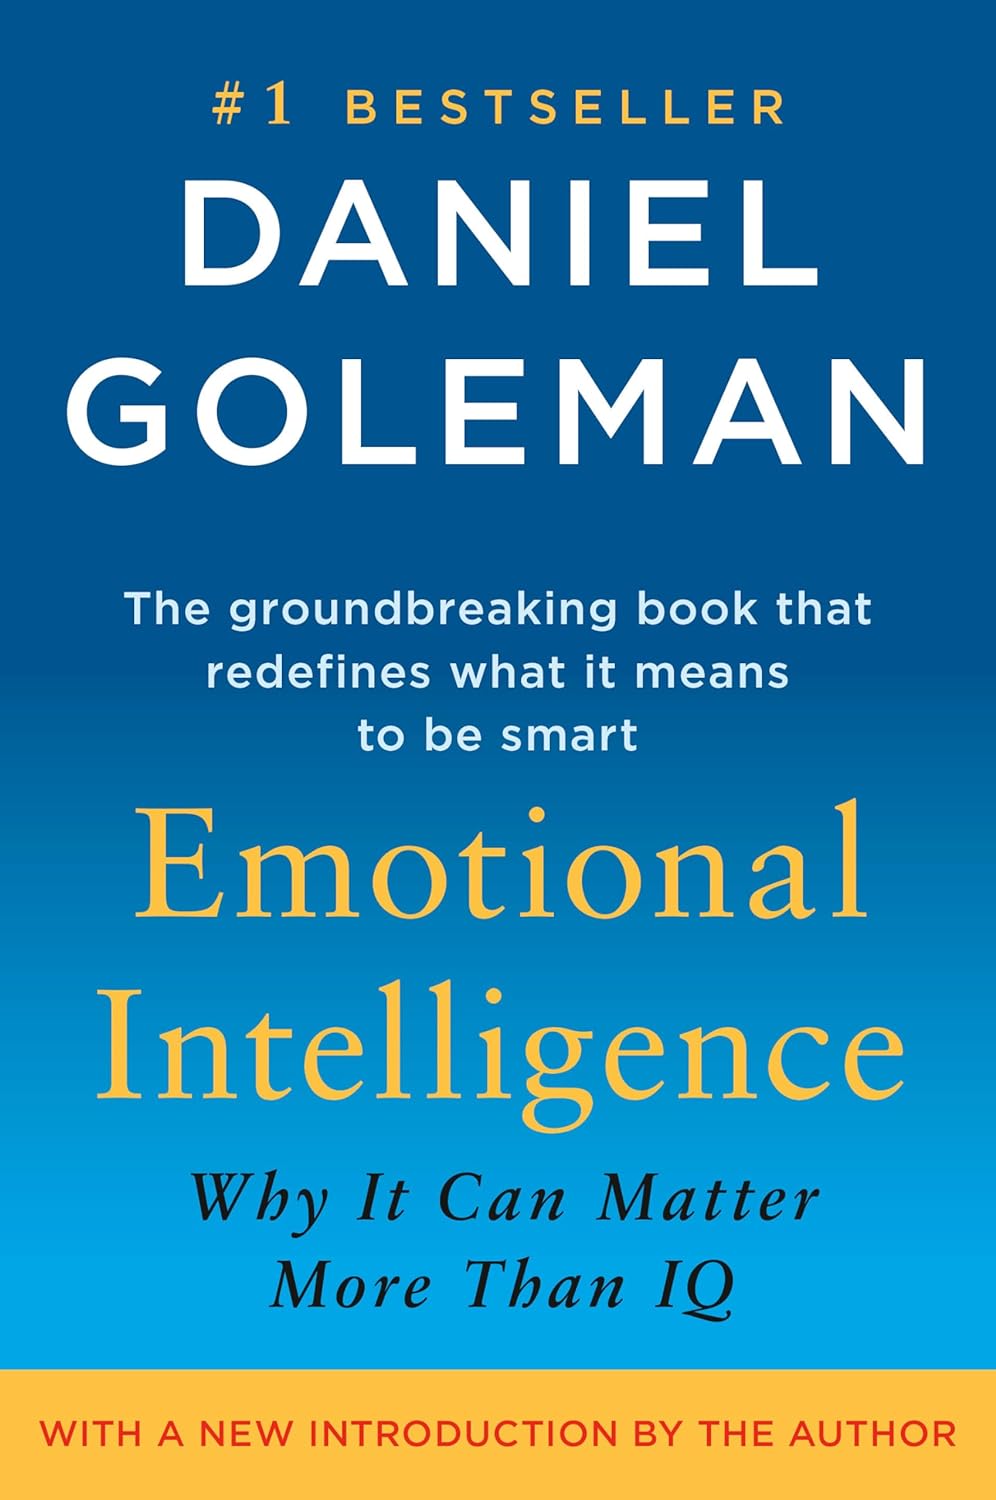 #1 BESTSELLER
DANIEL
GOLEMAN
The groundbreaking book that
redefines what it means
to be smart
Emotional
Intelligence
Why It Can Matter
More Than IQ
WITH A NEW INTRODUCTION BY THE AUTHOR